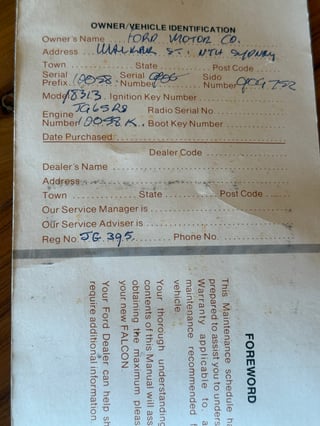 OWNER/VEHICLE IDENTIFICATION
Owner's Name FORD MOTOR CO.
Address WALKER ST. NTH SYDNEY
Town State Post Code
Serial Prefix Serial Number Sido Number
Model 18313 Ignition Key Number
JG65RS Radio Serial No.
Engine Number Boot Key Number
Date Purchased
Dealer Code
Dealer's Name
Address
Town State Post Code
Our Service Manager is
Our Service Adviser is
Reg No JG.395 Phone No.
FOREWORD
This Maintenance schedule
prepared to assist you to
Warranty applicable to
maintenance recommended
vehicle.
Your thorough understanding
contents of this Manual will
obtaining the maximum
your new FALCON.
Your Ford Dealer can help
require additional information